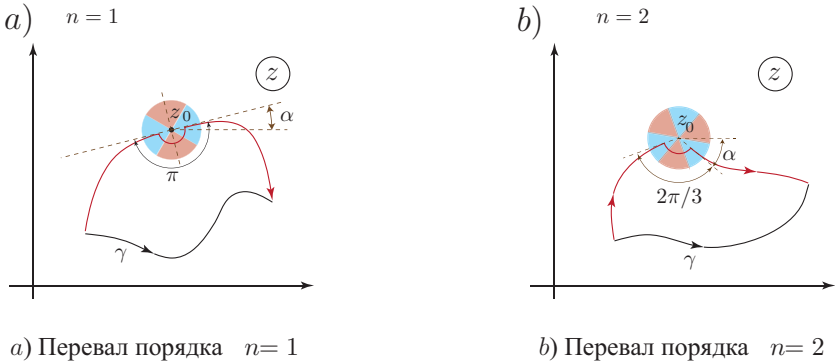 a)
n = 1
z
z₀
α
π
γ
b)
n = 2
z
z₀
α
2π/3
γ
a) Перевал порядка n= 1
b) Перевал порядка n= 2